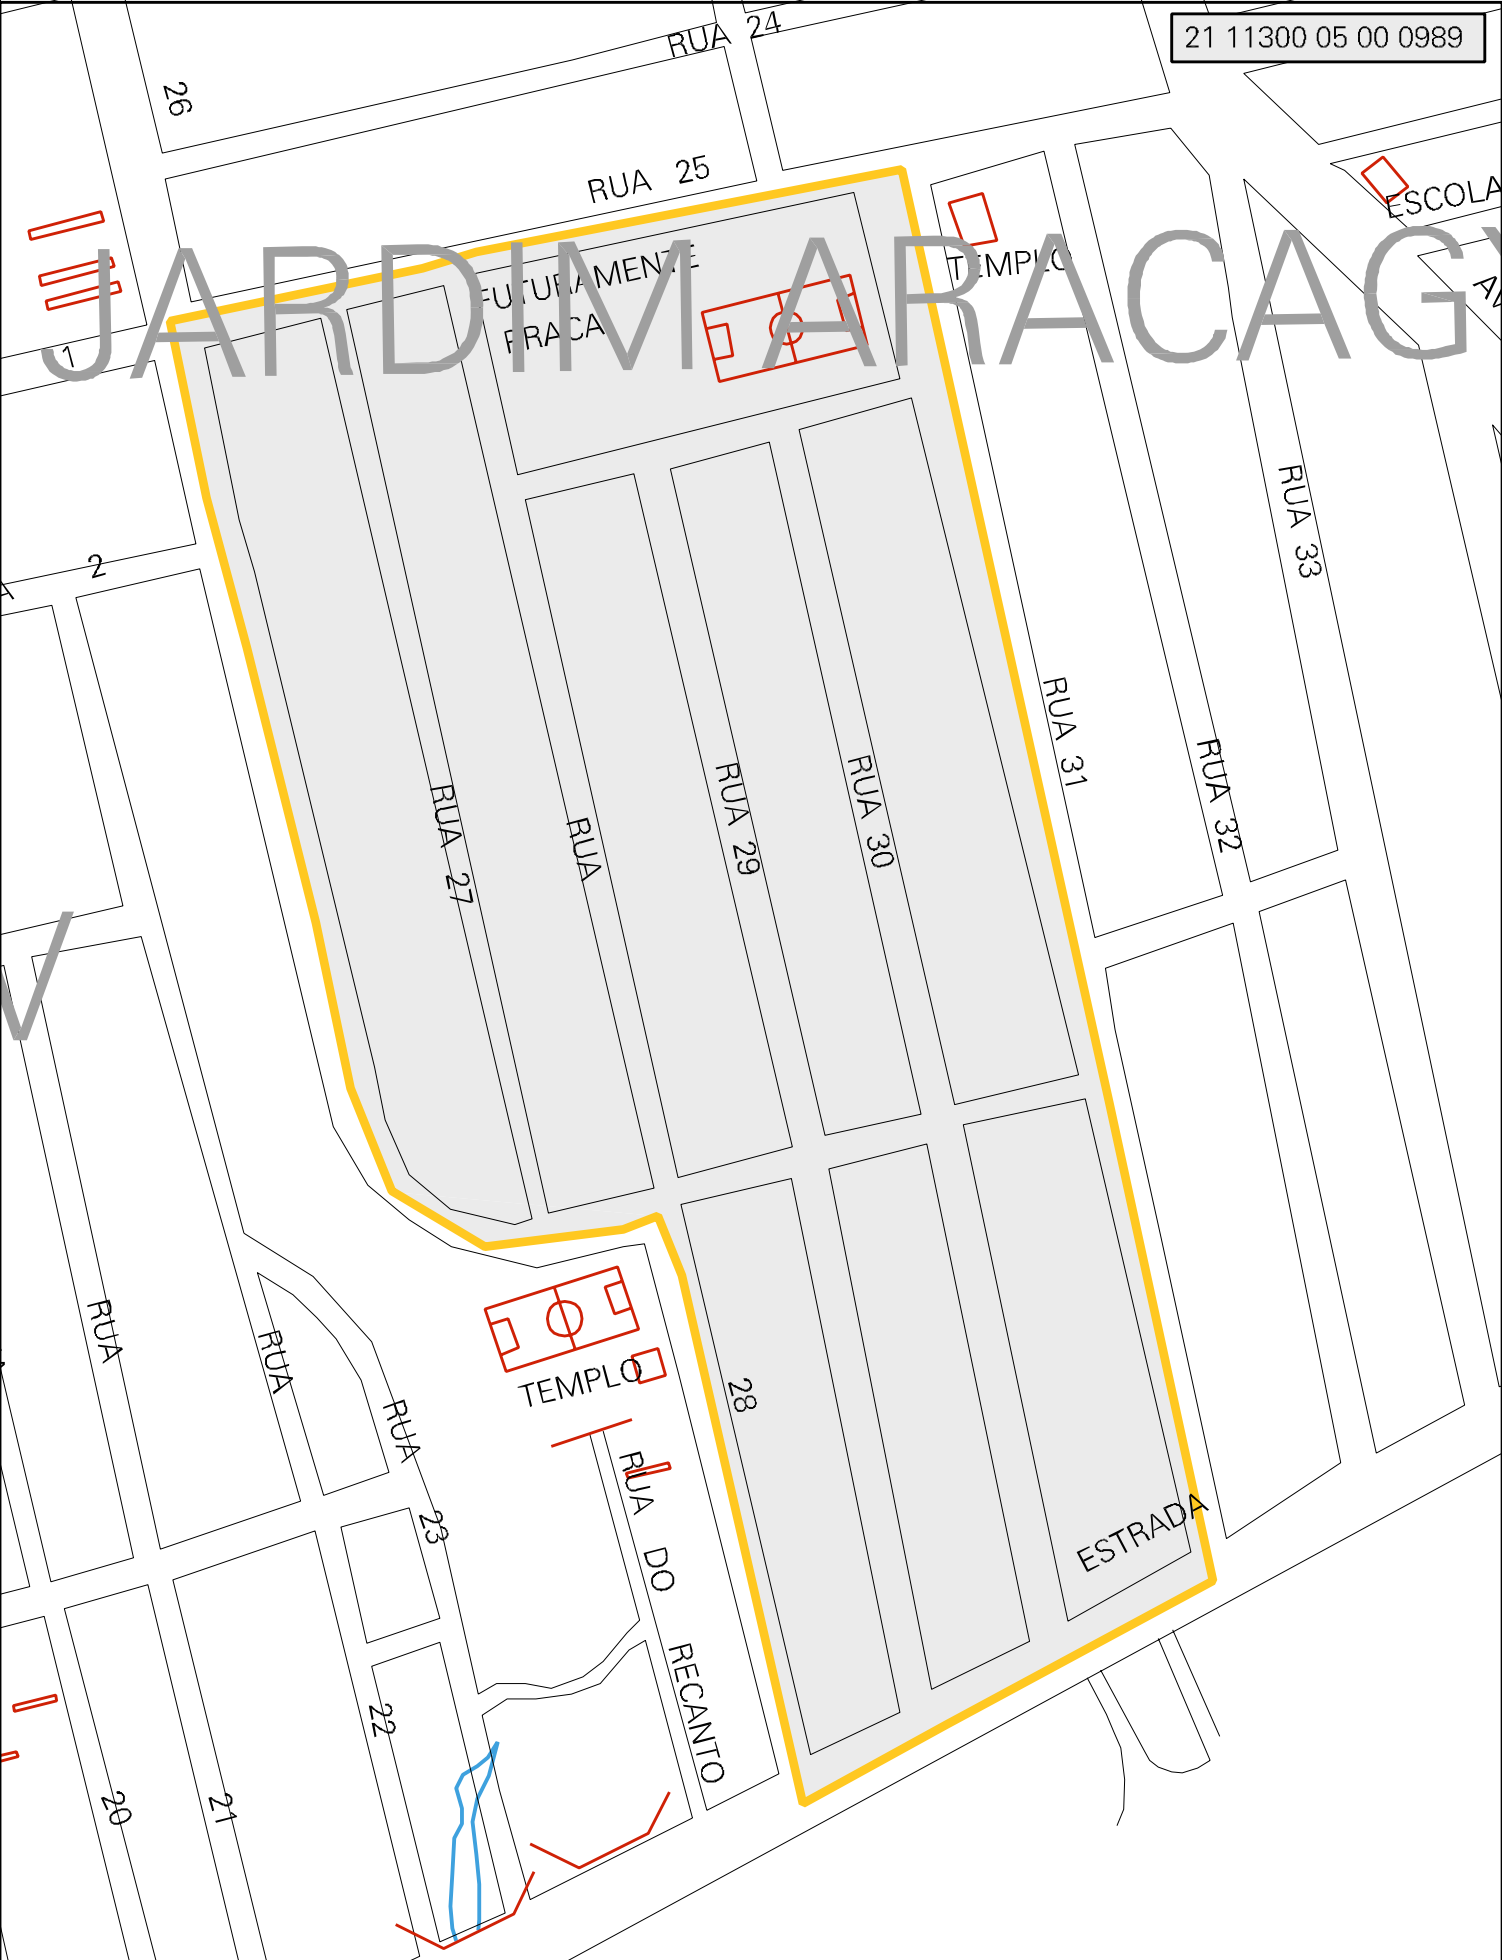 RUA 24
21 11300 05 00 0989
26
RUA 25
ESCOLA
TEMPLO
FUTURAMENTE
PRACA
JARDIM ARACAGY
1
2
RUA 33
RUA 31
RUA 32
RUA 27
RUA
RUA 29
RUA 30
V
RUA
RUA
RUA
23
TEMPLO
28
RUA DO RECANTO
ESTRADA
22
20
21